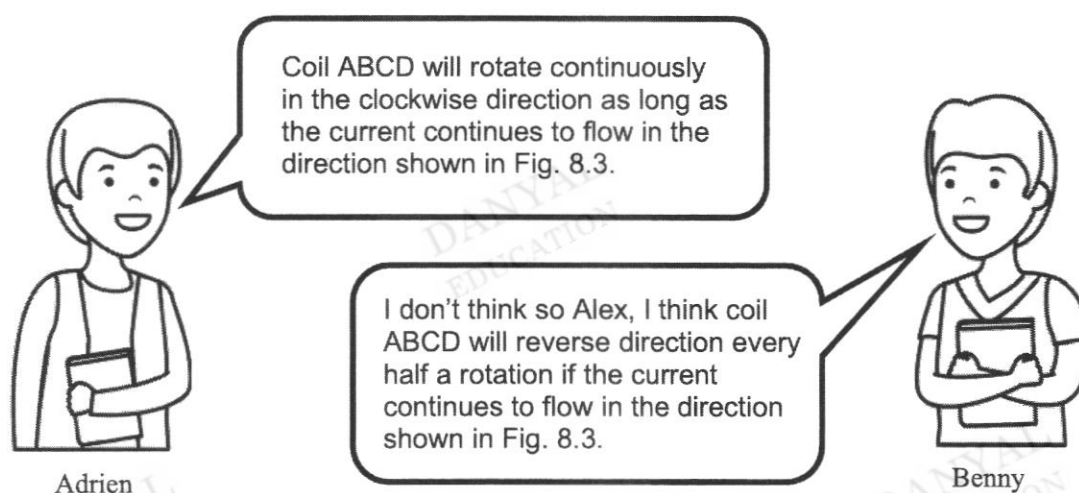 Coil ABCD will rotate continuously
in the clockwise direction as long as
the current continues to flow in the
direction shown in Fig. 8.3.
DANYAL
EDUCATION
I don't think so Alex, I think coil
ABCD will reverse direction every
half a rotation if the current
continues to flow in the direction
shown in Fig. 8.3.
Adrien
Benny